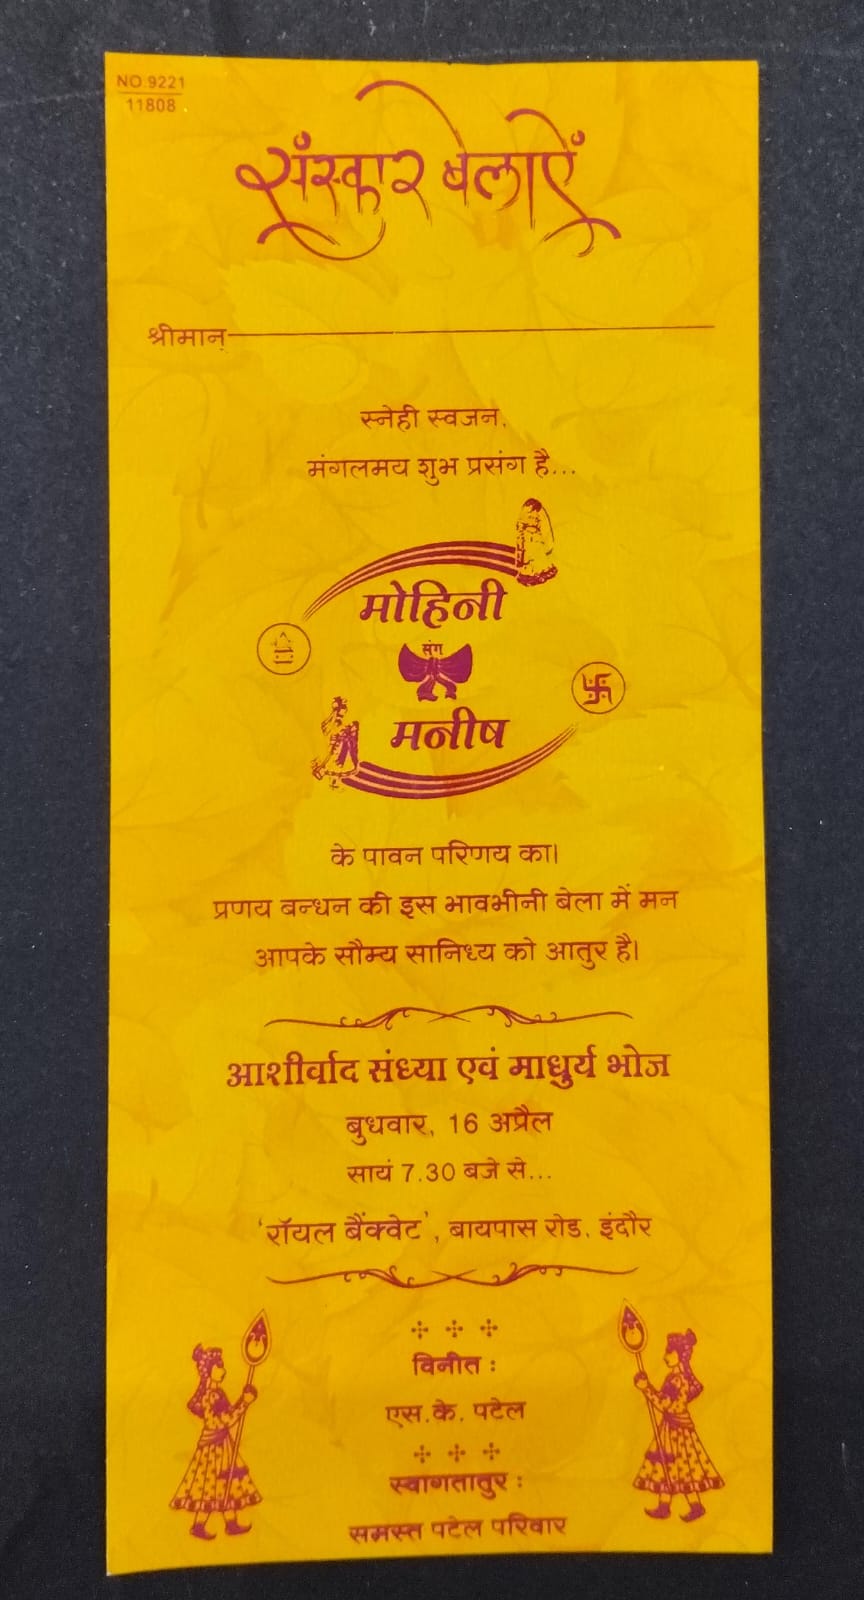 NO.9221
11808
संस्कार बेलाऐं
श्रीमान्
स्नेही स्वजन,
मंगलमय शुभ प्रसंग है...
मोहिनी
संग
मनीष
के पावन परिणय का।
प्रणय बन्धन की इस भावभीनी बेला में मन
आपके सौम्य सानिध्य को आतुर है।
आशीर्वाद संध्या एवं माधुर्य भोज
बुधवार, 16 अप्रैल
सायं 7.30 बजे से...
'रॉयल बैंक्वेट', बायपास रोड, इंदौर
विनीत :
एस.के. पटेल
स्वागतातुर :
समस्त पटेल परिवार